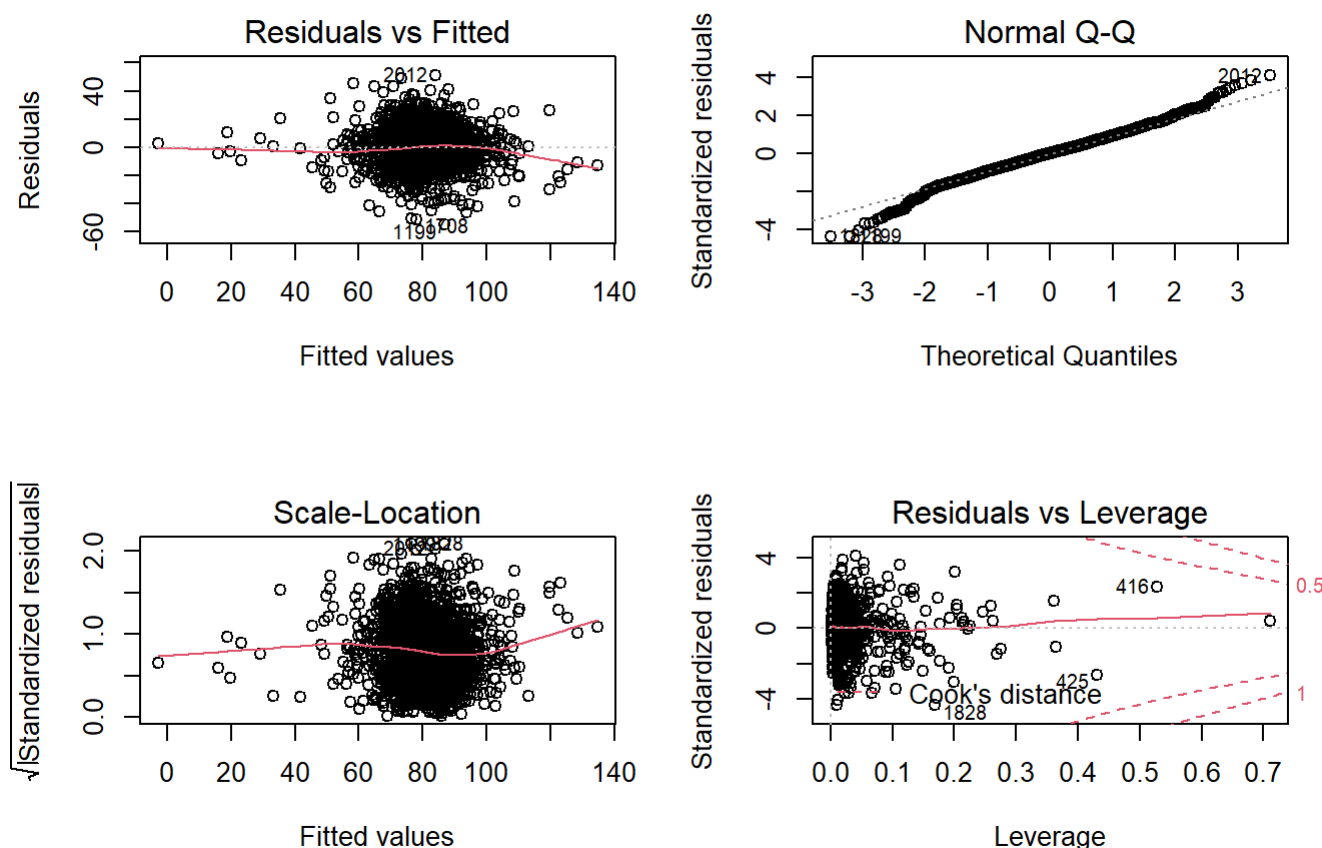 Residuals vs Fitted
Residuals
40
0
-60
2012
1199
1708
0 20 40 60 80 100 140
Fitted values
Normal Q-Q
Standardized residuals
4
2
0
-4
2012
-3 -2 -1 0 1 2 3
Theoretical Quantiles
Scale-Location
√|Standardized residuals|
2.0
1.0
0.0
0 20 40 60 80 100 140
Fitted values
Residuals vs Leverage
Standardized residuals
4
0
-4
416
425
1828
Cook's distance
0.5
1
0.0 0.1 0.2 0.3 0.4 0.5 0.6 0.7
Leverage